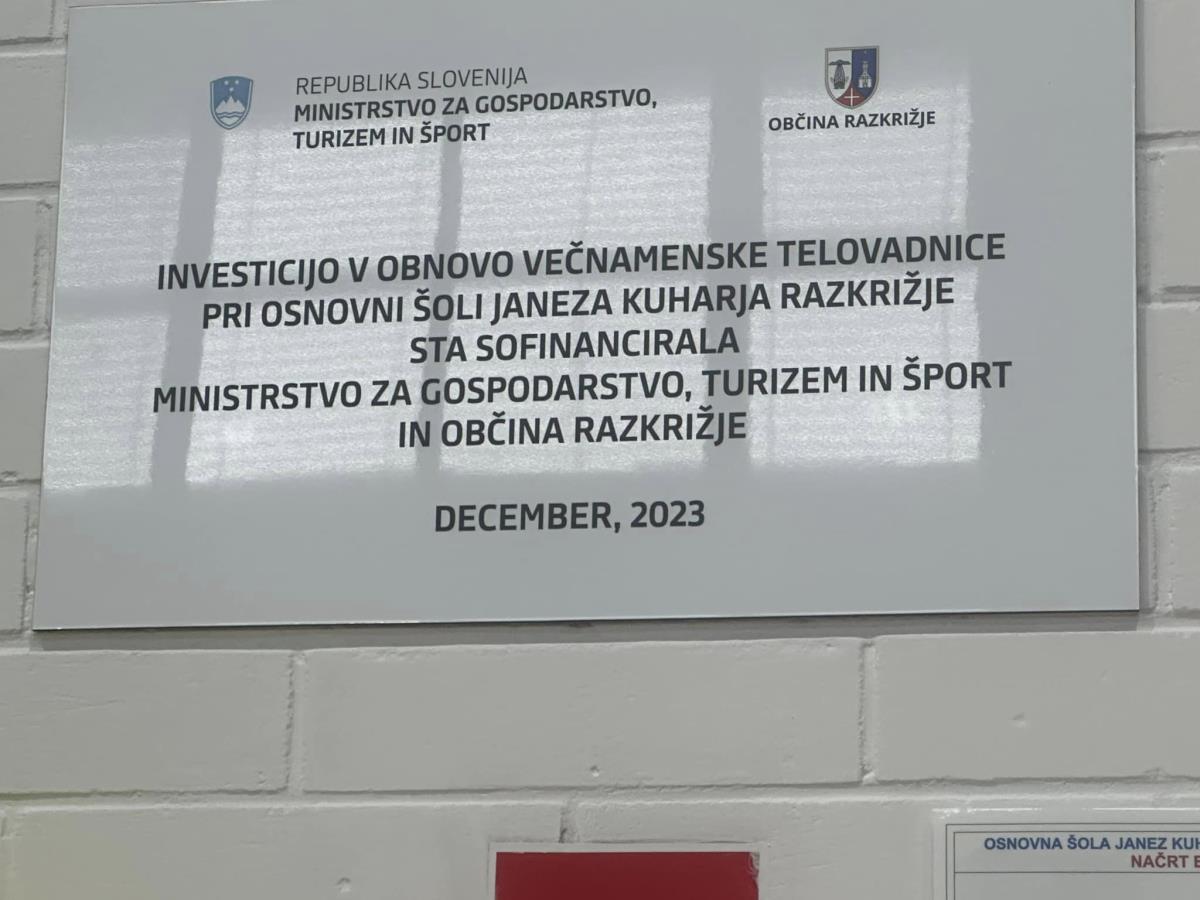 REPUBLIKA SLOVENIJA
MINISTRSTVO ZA GOSPODARSTVO,
TURIZEM IN ŠPORT
OBČINA RAZKRIŽJE
INVESTICIJO V OBNOVO VEČNAMENSKE TELOVADNICE
PRI OSNOVNI ŠOLI JANEZA KUHARJA RAZKRIŽJE
STA SOFINANCIRALA
MINISTRSTVO ZA GOSPODARSTVO, TURIZEM IN ŠPORT
IN OBČINA RAZKRIŽJE
DECEMBER, 2023
OSNOVNA ŠOLA JANEZ
NAČRT